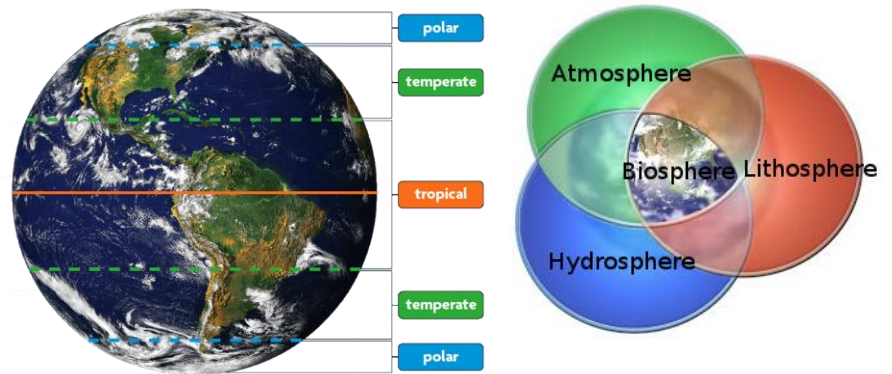 polar
temperate
tropical
temperate
polar
Atmosphere
Biosphere
Lithosphere
Hydrosphere